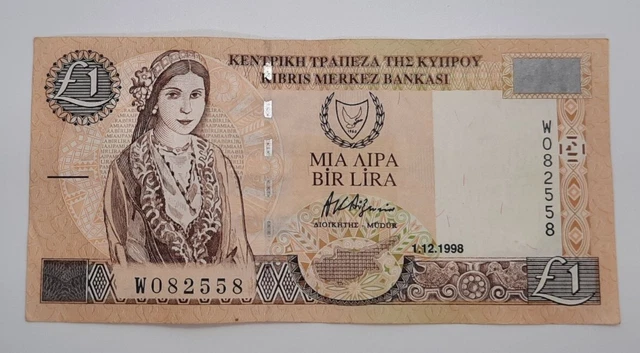 £1
ΚΕΝΤΡΙΚΗ ΤΡΑΠΕΖΑ ΤΗΣ ΚΥΠΡΟΥ
KIBRIS MERKEZ BANKASI
ΜΙΑ ΛΙΡΑ
BİR LİRA
ΔΙΟΙΚΗΤΗΣ - MÜDÜR
1.12.1998
W082558
W082558
£1